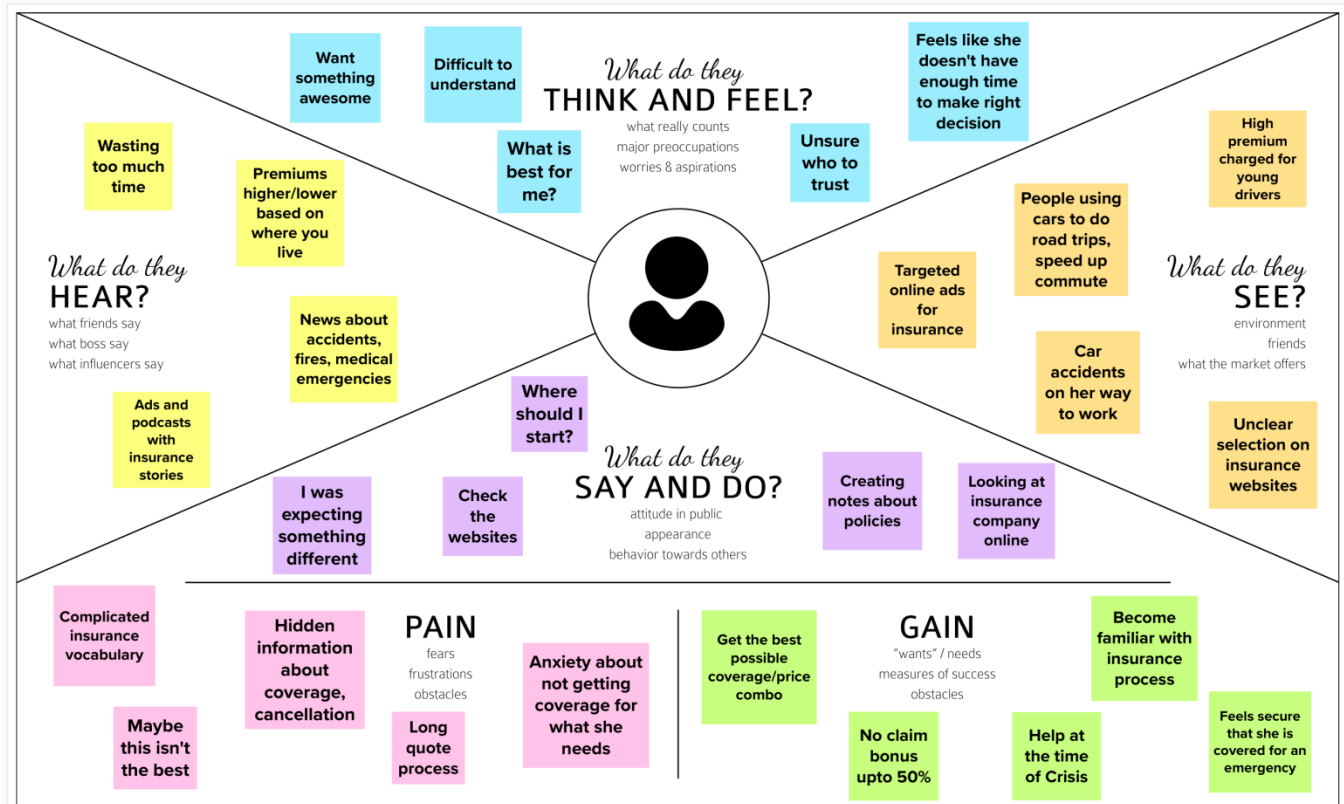 Want
something
awesome
Difficult to
understand
What do they
THINK AND FEEL?
what really counts
major preoccupations
worries & aspirations
What is
best for
me?
Unsure
who to
trust
Feels like she
doesn't have
enough time
to make right
decision
Wasting
too much
time
Premiums
higher/lower
based on
where you
live
What do they
HEAR?
what friends say
what boss say
what influencers say
News about
accidents,
fires, medical
emergencies
Ads and
podcasts
with
insurance
stories
High
premium
charged for
young
drivers
People using
cars to do
road trips,
speed up
commute
Targeted
online ads
for
insurance
What do they
SEE?
environment
friends
what the market offers
Car
accidents
on her way
to work
Unclear
selection on
insurance
websites
Where
should I
start?
What do they
SAY AND DO?
attitude in public
appearance
behavior towards others
I was
expecting
something
different
Check
the
websites
Creating
notes about
policies
Looking at
insurance
company
online
Complicated
insurance
vocabulary
Hidden
information
about
coverage,
cancellation
PAIN
fears
frustrations
obstacles
Anxiety about
not getting
coverage for
what she
needs
Maybe
this isn't
the best
Long
quote
process
Get the best
possible
coverage/price
combo
GAIN
"wants" / needs
measures of success
obstacles
Become
familiar with
insurance
process
No claim
bonus
upto 50%
Help at
the time
of Crisis
Feels secure
that she is
covered for an
emergency